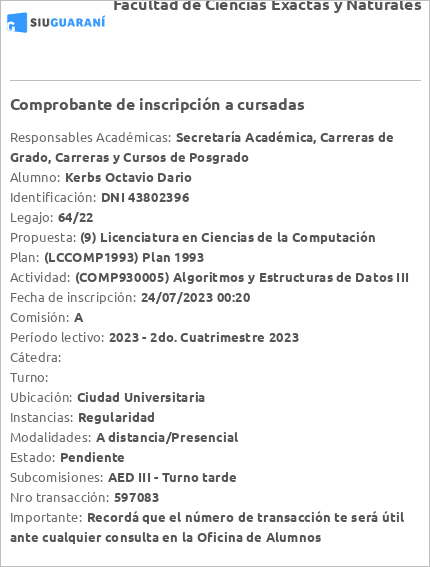 Facultad de Ciencias Exactas y Naturales
SIUGUARANÍ
Comprobante de inscripción a cursadas
Responsables Académicas: Secretaría Académica, Carreras de
Grado, Carreras y Cursos de Posgrado
Alumno: Kerbs Octavio Dario
Identificación: DNI 43802396
Legajo: 64/22
Propuesta: (9) Licenciatura en Ciencias de la Computación
Plan: (LCCOMP1993) Plan 1993
Actividad: (COMP930005) Algoritmos y Estructuras de Datos III
Fecha de inscripción: 24/07/2023 00:20
Comisión: A
Período lectivo: 2023 - 2do. Cuatrimestre 2023
Cátedra:
Turno:
Ubicación: Ciudad Universitaria
Instancias: Regularidad
Modalidades: A distancia/Presencial
Estado: Pendiente
Subcomisiones: AED III - Turno tarde
Nro transacción: 597083
Importante: Recordá que el número de transacción te será útil
ante cualquier consulta en la Oficina de Alumnos